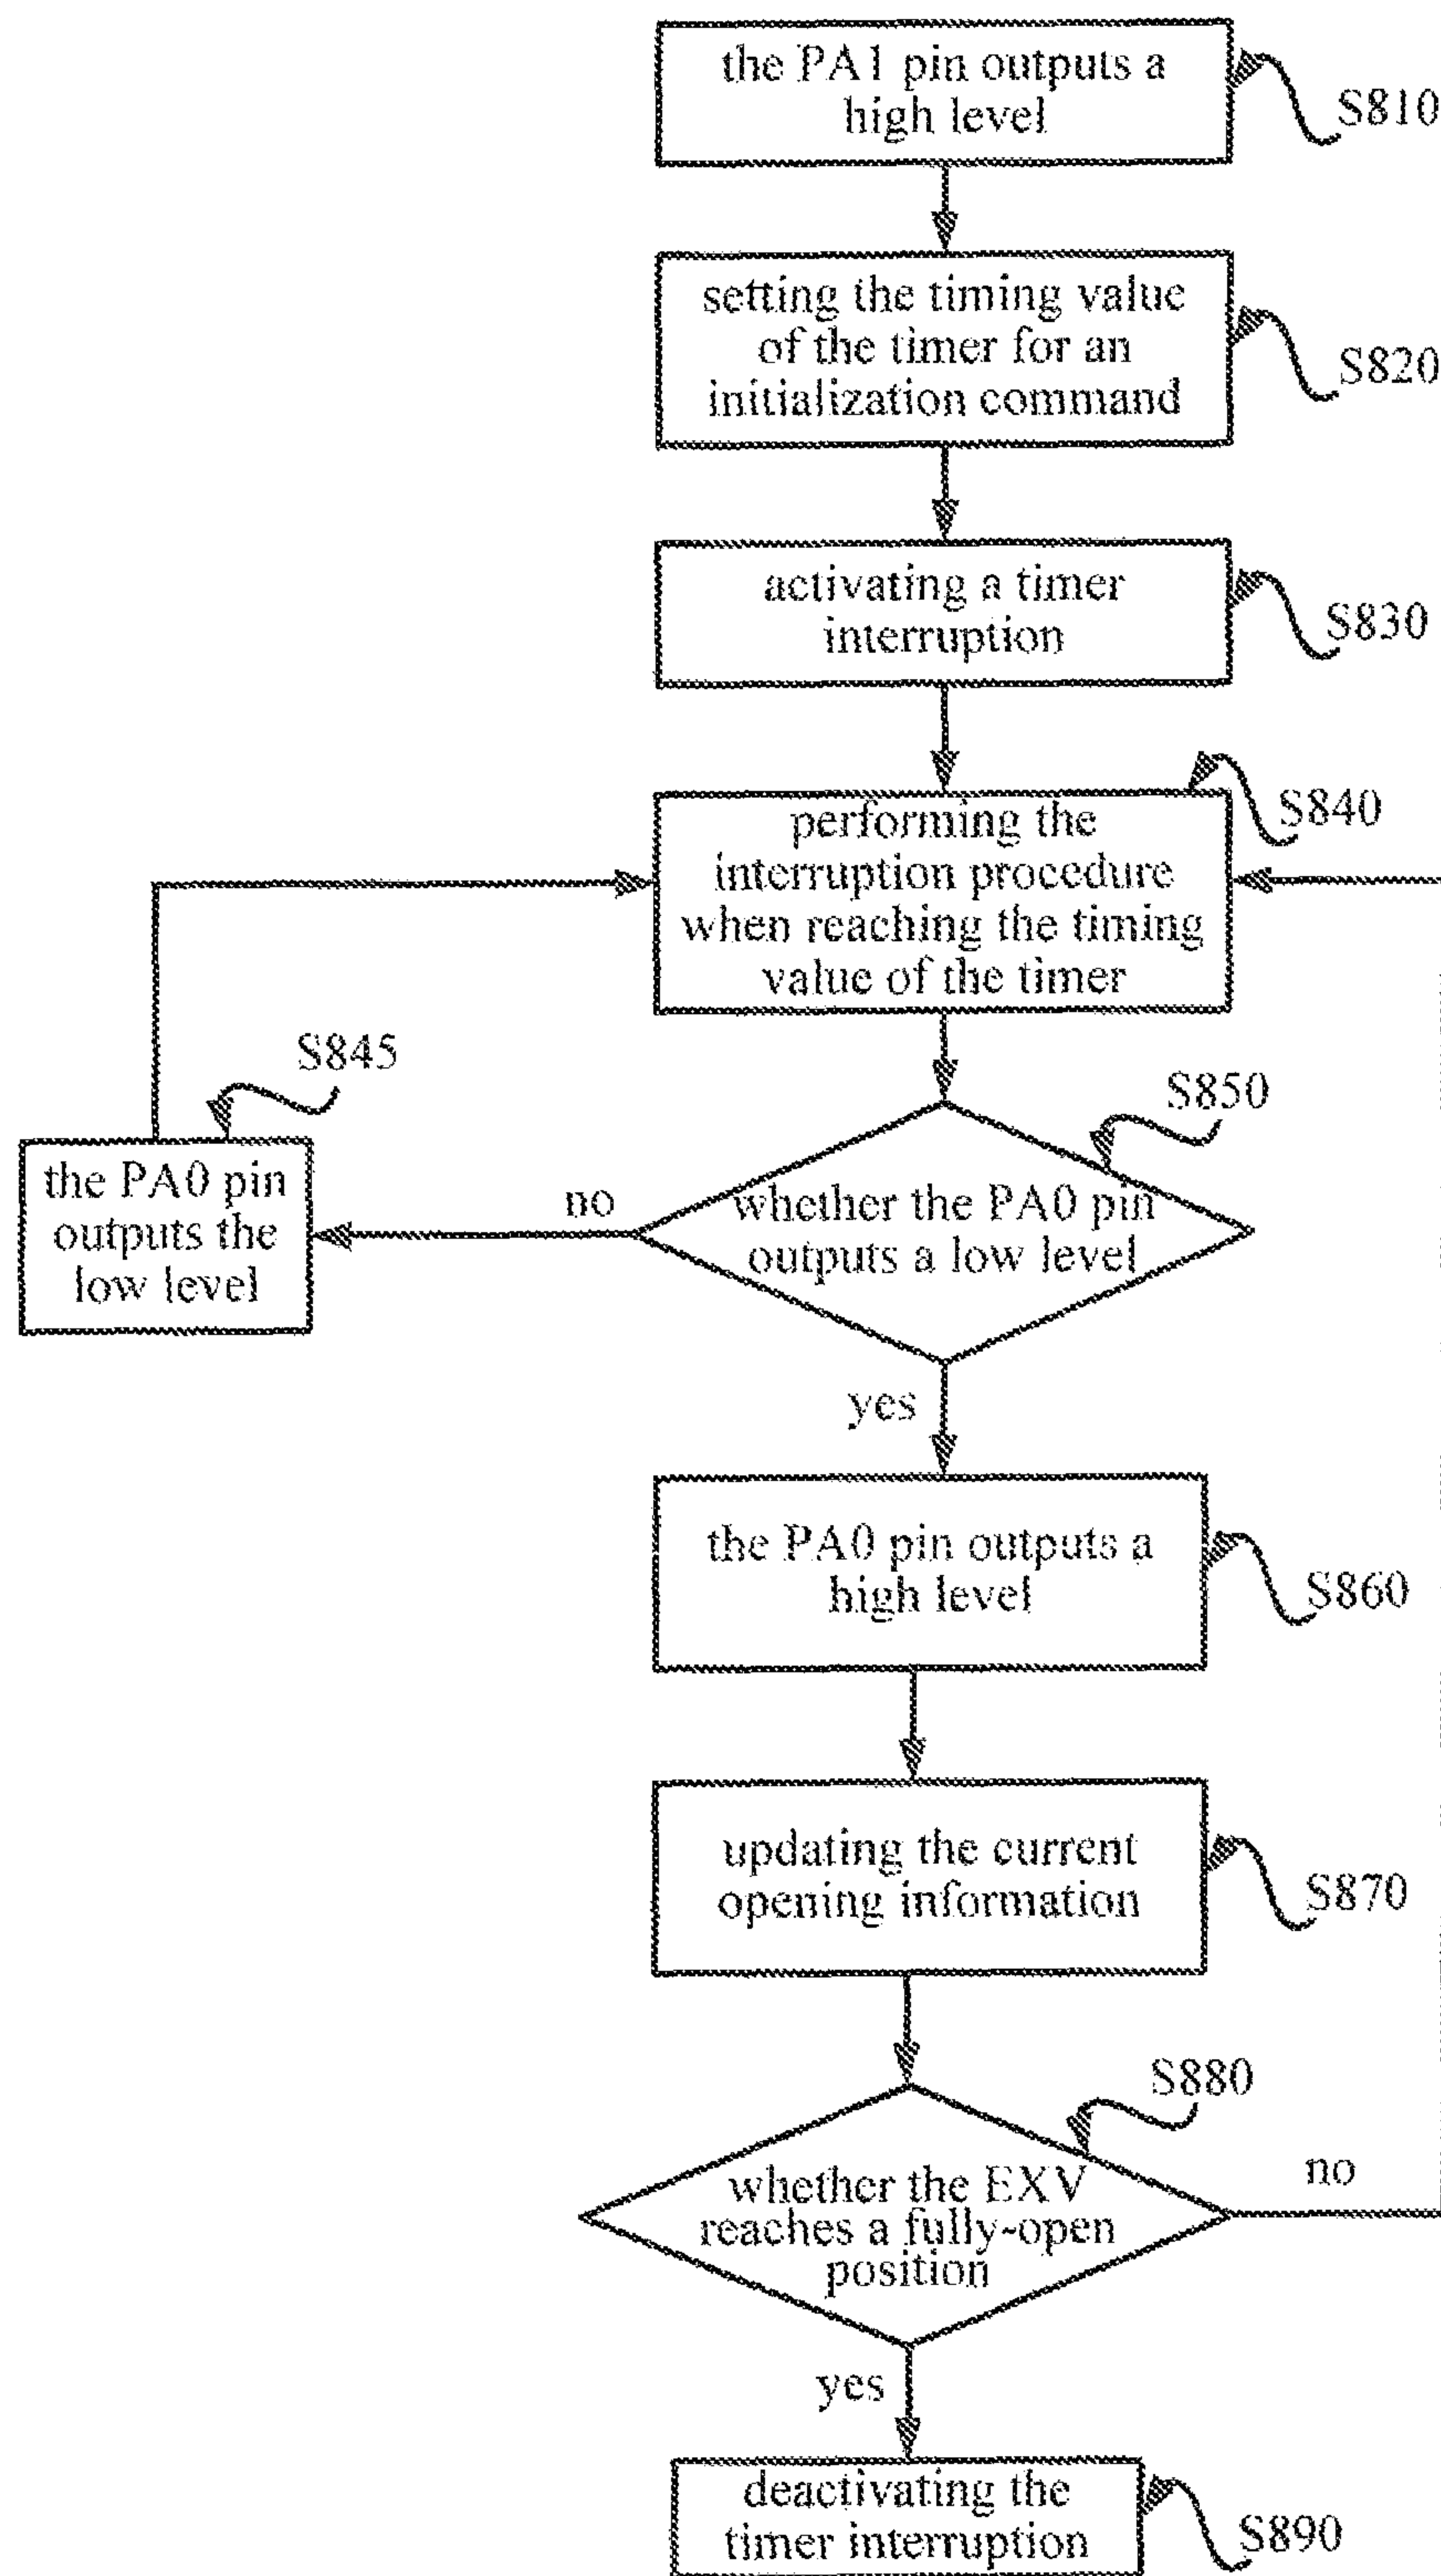 the PA1 pin outputs a
high level
S810
setting the timing value
of the timer for an
initialization command
S820
activating a timer
interruption
S830
performing the
interruption procedure
when reaching the timing
value of the timer
S840
S845
the PA0 pin
outputs the
low level
no
S850
whether the PA0 pin
outputs a low level
yes
the PA0 pin outputs a
high level
S860
updating the current
opening information
S870
S880
whether the EXV
reaches a fully-open
position
no
yes
deactivating the
timer interruption
S890